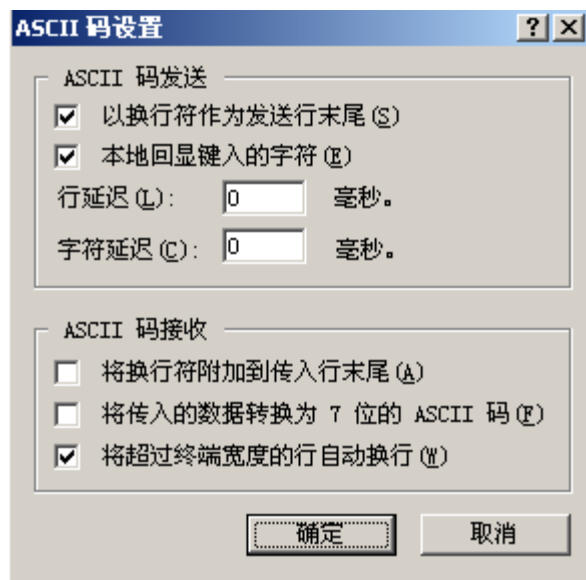 ASCII 码设置
ASCII 码发送
以换行符作为发送行末尾(S)
本地回显键入的字符(E)
行延迟(L): 0 毫秒。
字符延迟(C): 0 毫秒。
ASCII 码接收
将换行符附加到传入行末尾(A)
将传入的数据转换为 7 位的 ASCII 码(F)
将超过终端宽度的行自动换行(W)
确定 取消